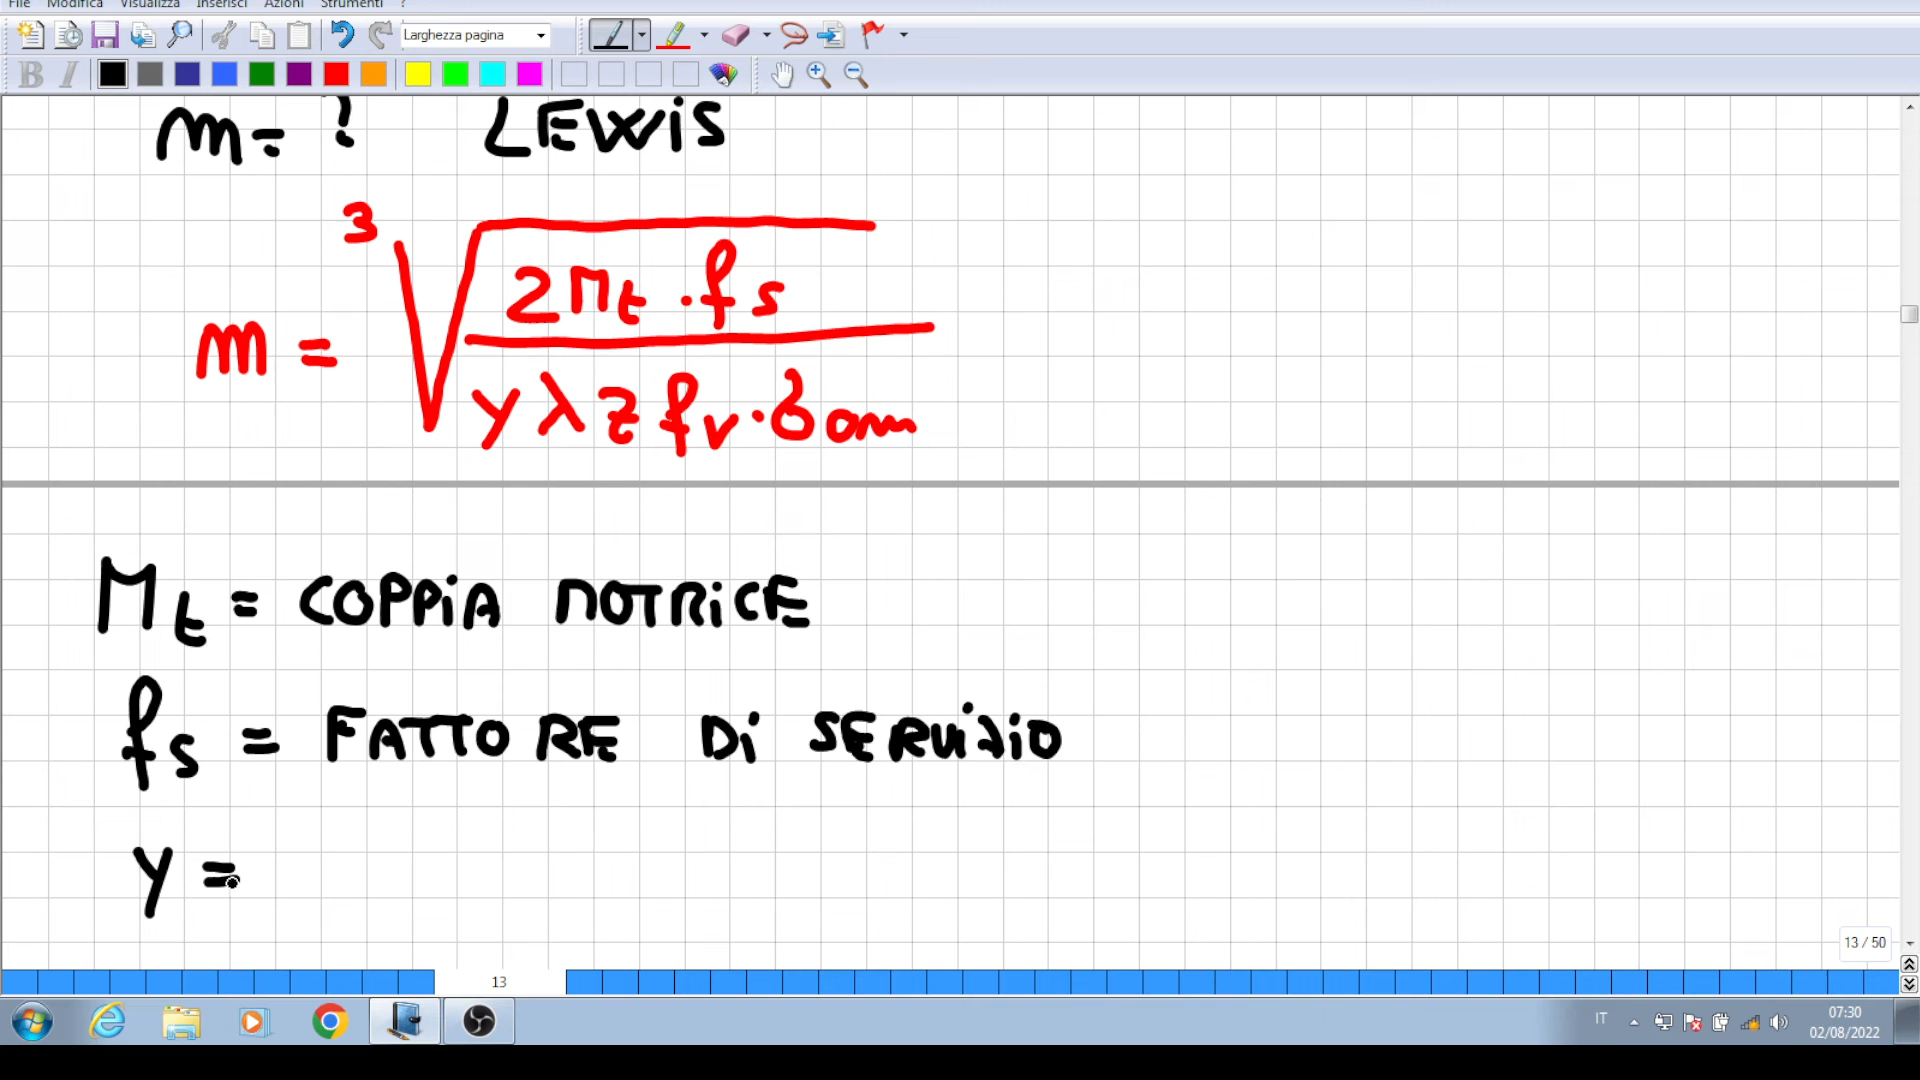 File Modifica Visualizza Inserisci Azioni Strumenti ?
Larghezza pagina
B I
m = ? LEWIS
m = ∛(2Mt · fs / y λ z fv · σam)
Mt = COPPIA MOTRICE
fs = FATTORE Di SERVIZIO
y =
13 / 50
13
IT
07:30
02/08/2022